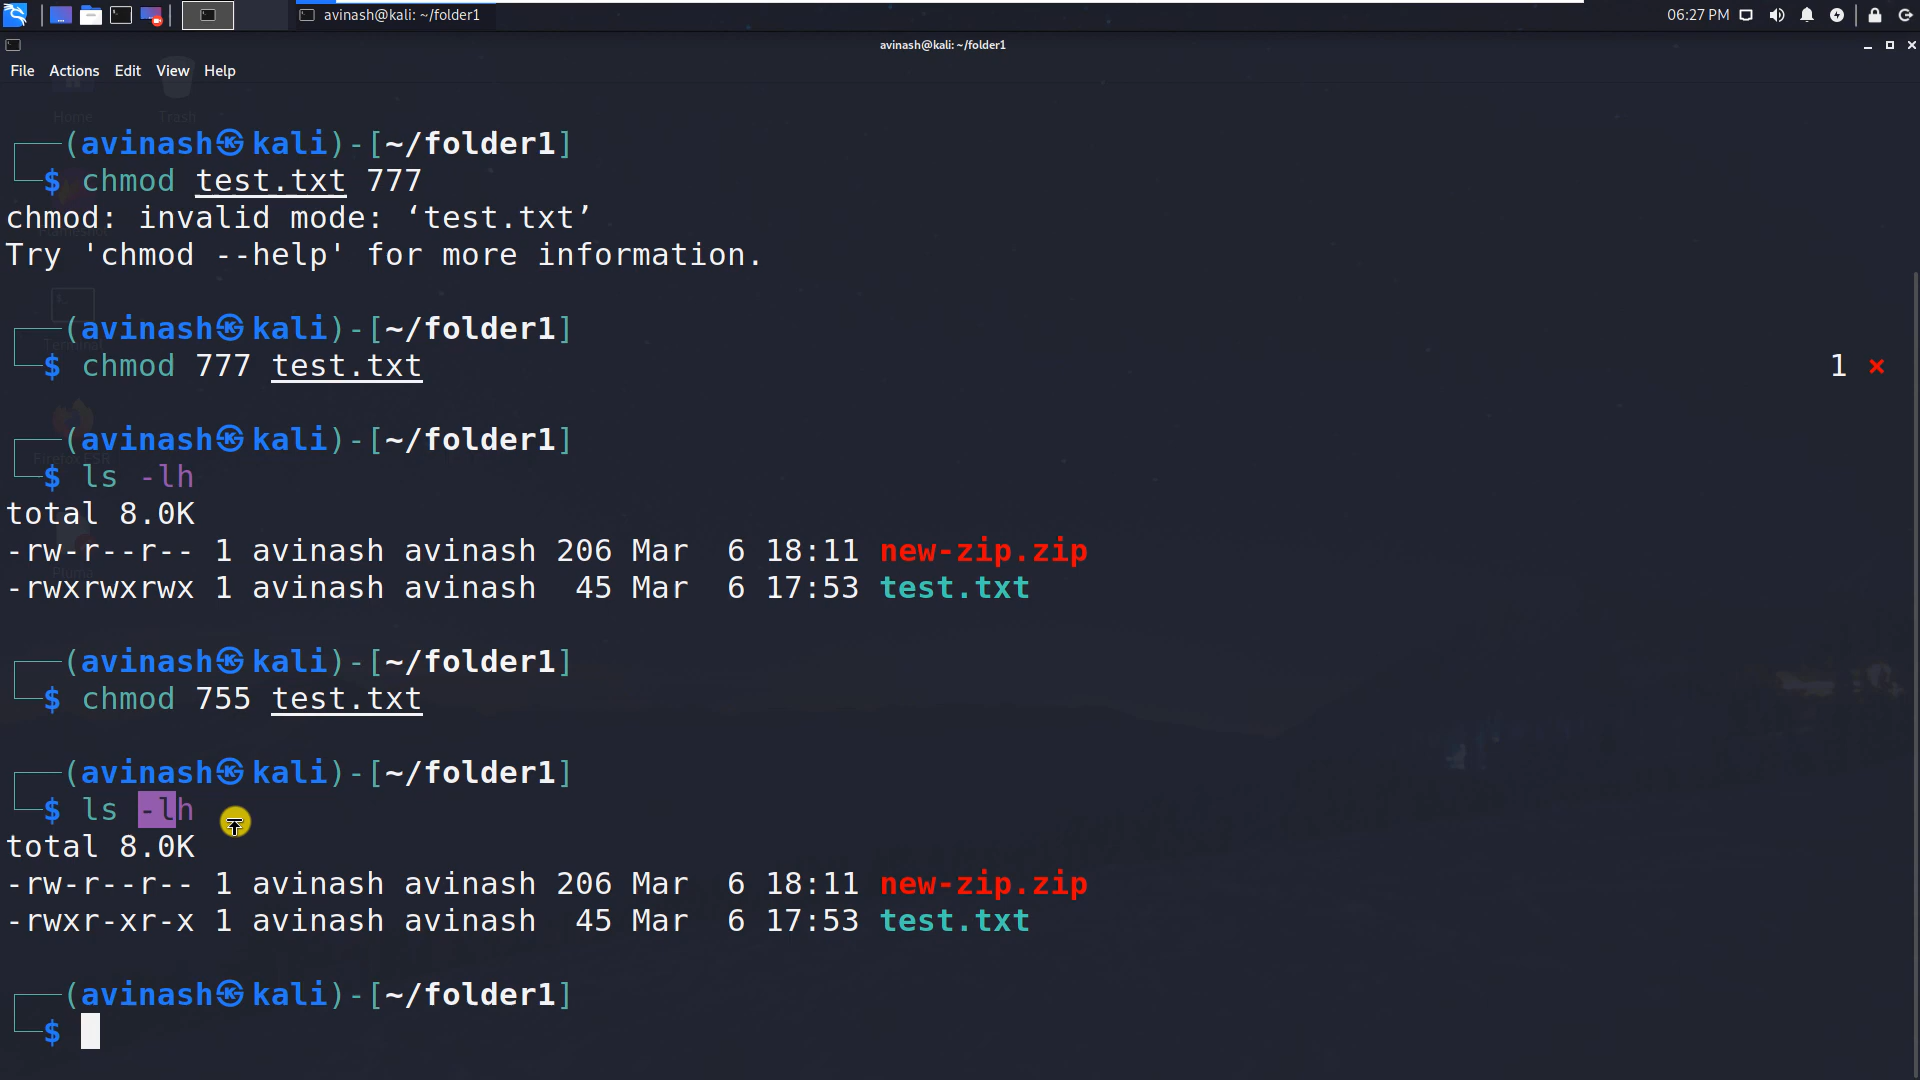 avinash@kali: ~/folder1
06:27 PM
avinash@kali: ~/folder1
File Actions Edit View Help
Home
Trash
(avinash㉿kali)-[~/folder1]
$ chmod test.txt 777
chmod: invalid mode: ‘test.txt’
Try 'chmod --help' for more information.
(avinash㉿kali)-[~/folder1]
Terminal
$ chmod 777 test.txt
1 ⨯
(avinash㉿kali)-[~/folder1]
Firefox ESR
$ ls -lh
total 8.0K
-rw-r--r-- 1 avinash avinash 206 Mar  6 18:11 new-zip.zip
-rwxrwxrwx 1 avinash avinash  45 Mar  6 17:53 test.txt
(avinash㉿kali)-[~/folder1]
$ chmod 755 test.txt
(avinash㉿kali)-[~/folder1]
$ ls -lh
total 8.0K
-rw-r--r-- 1 avinash avinash 206 Mar  6 18:11 new-zip.zip
-rwxr-xr-x 1 avinash avinash  45 Mar  6 17:53 test.txt
(avinash㉿kali)-[~/folder1]
$